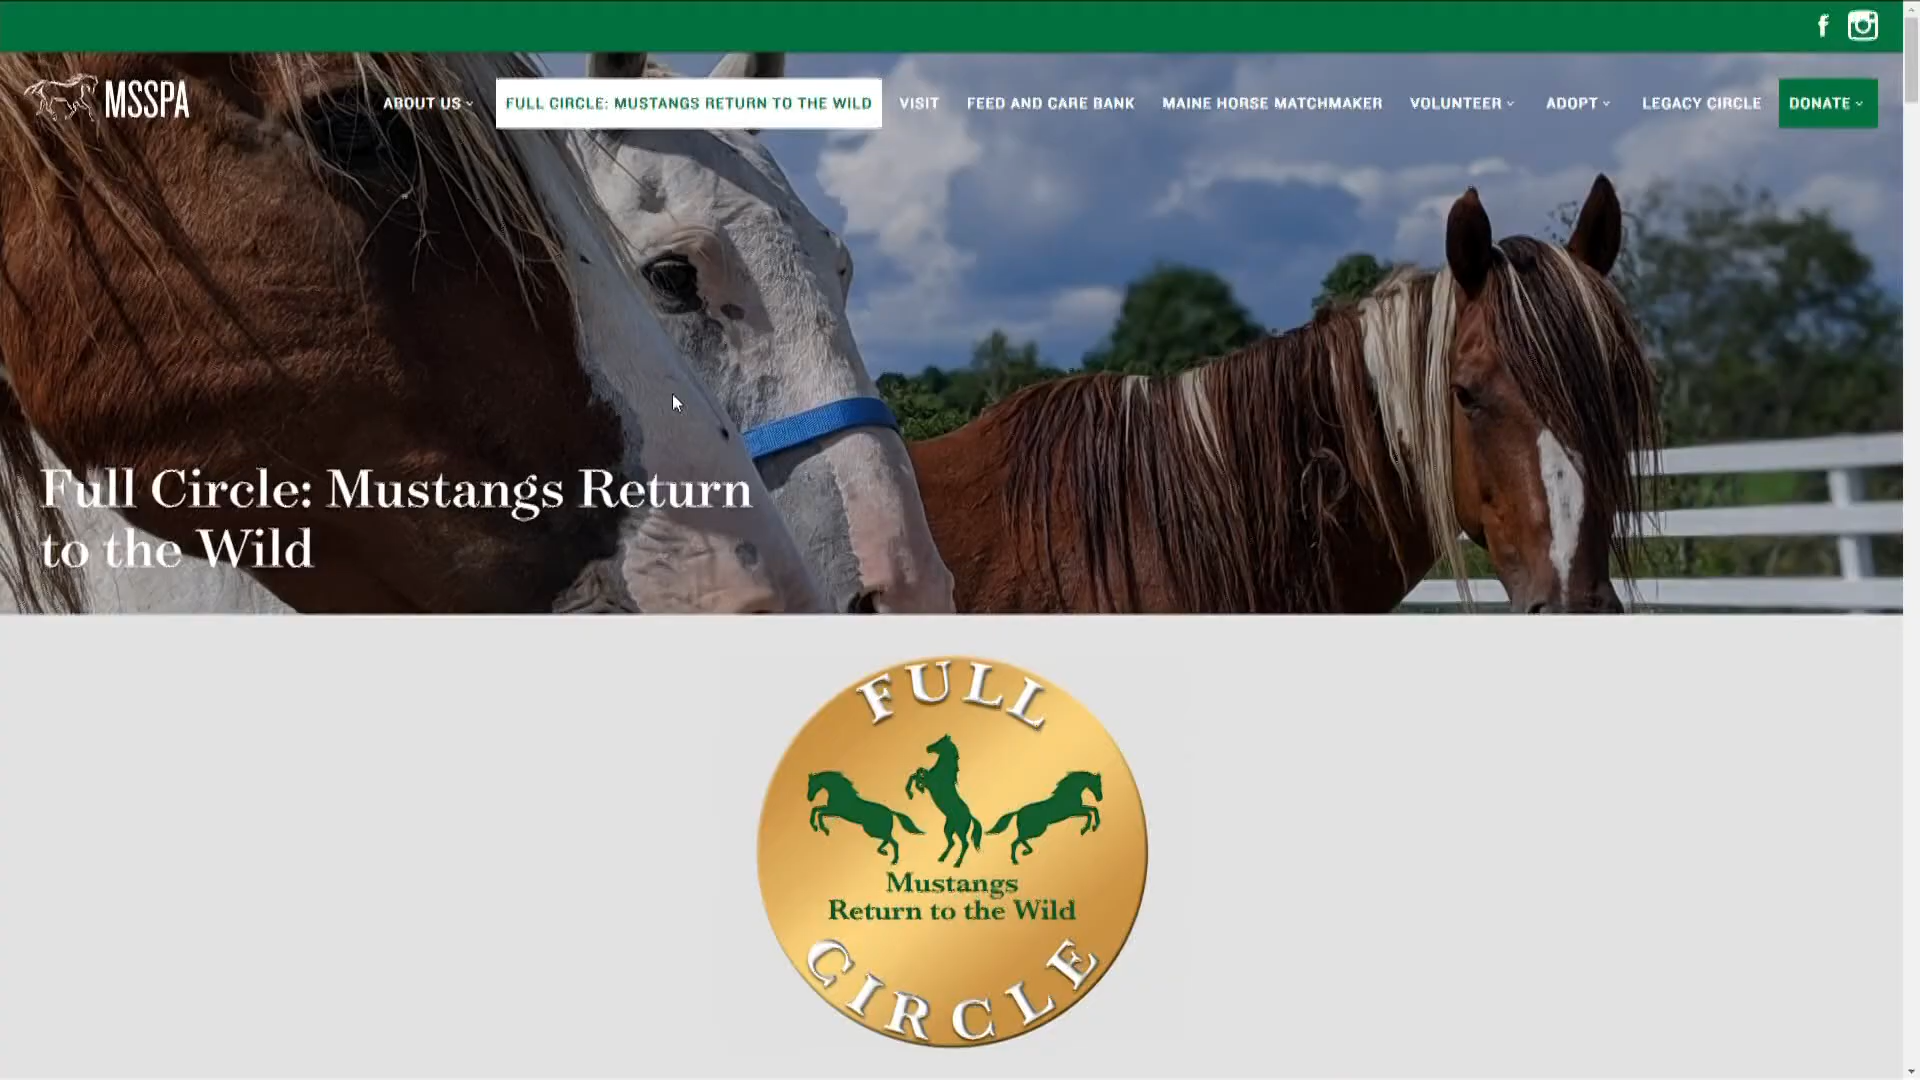 MSSPA
ABOUT US
FULL CIRCLE: MUSTANGS RETURN TO THE WILD
VISIT
FEED AND CARE BANK
MAINE HORSE MATCHMAKER
VOLUNTEER
ADOPT
LEGACY CIRCLE
DONATE
Full Circle: Mustangs Return
to the Wild
FULL
Mustangs
Return to the Wild
CIRCLE